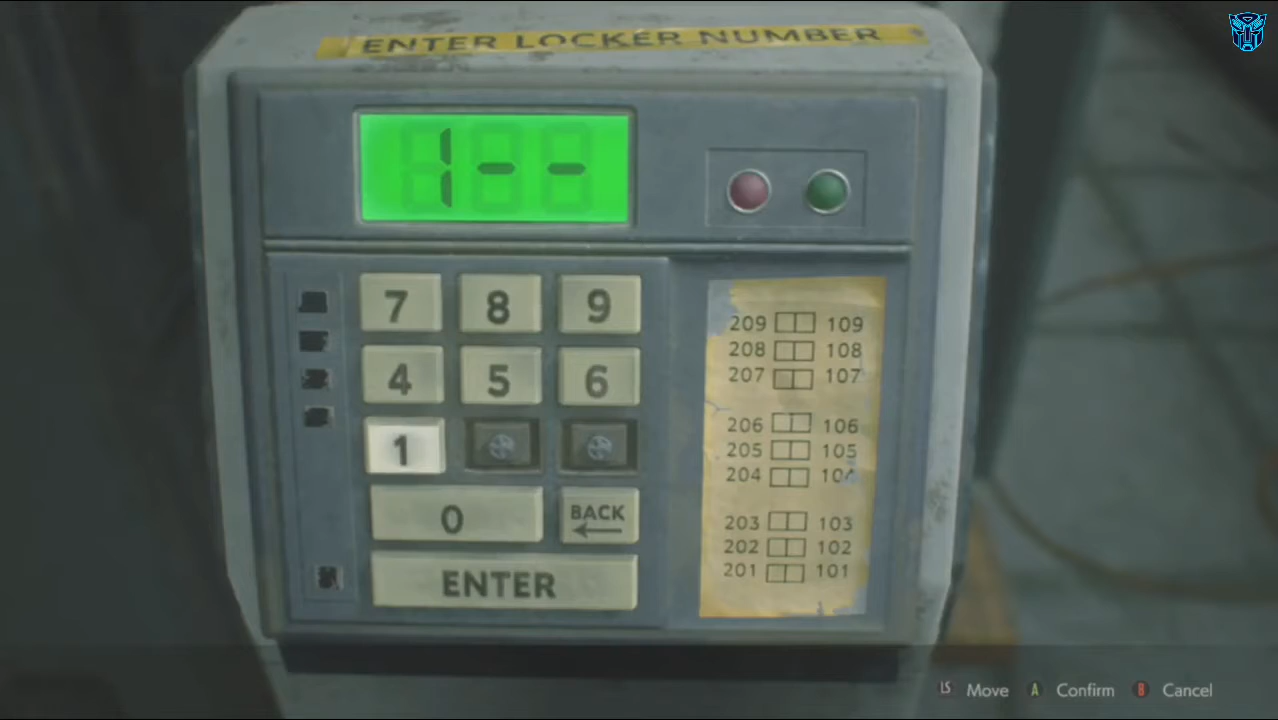 ENTER LOCKER NUMBER
1--
7 8 9
4 5 6
1
0 BACK
ENTER
209 109
208 108
207 107
206 106
205 105
204 104
203 103
202 102
201 101
LS Move A Confirm B Cancel